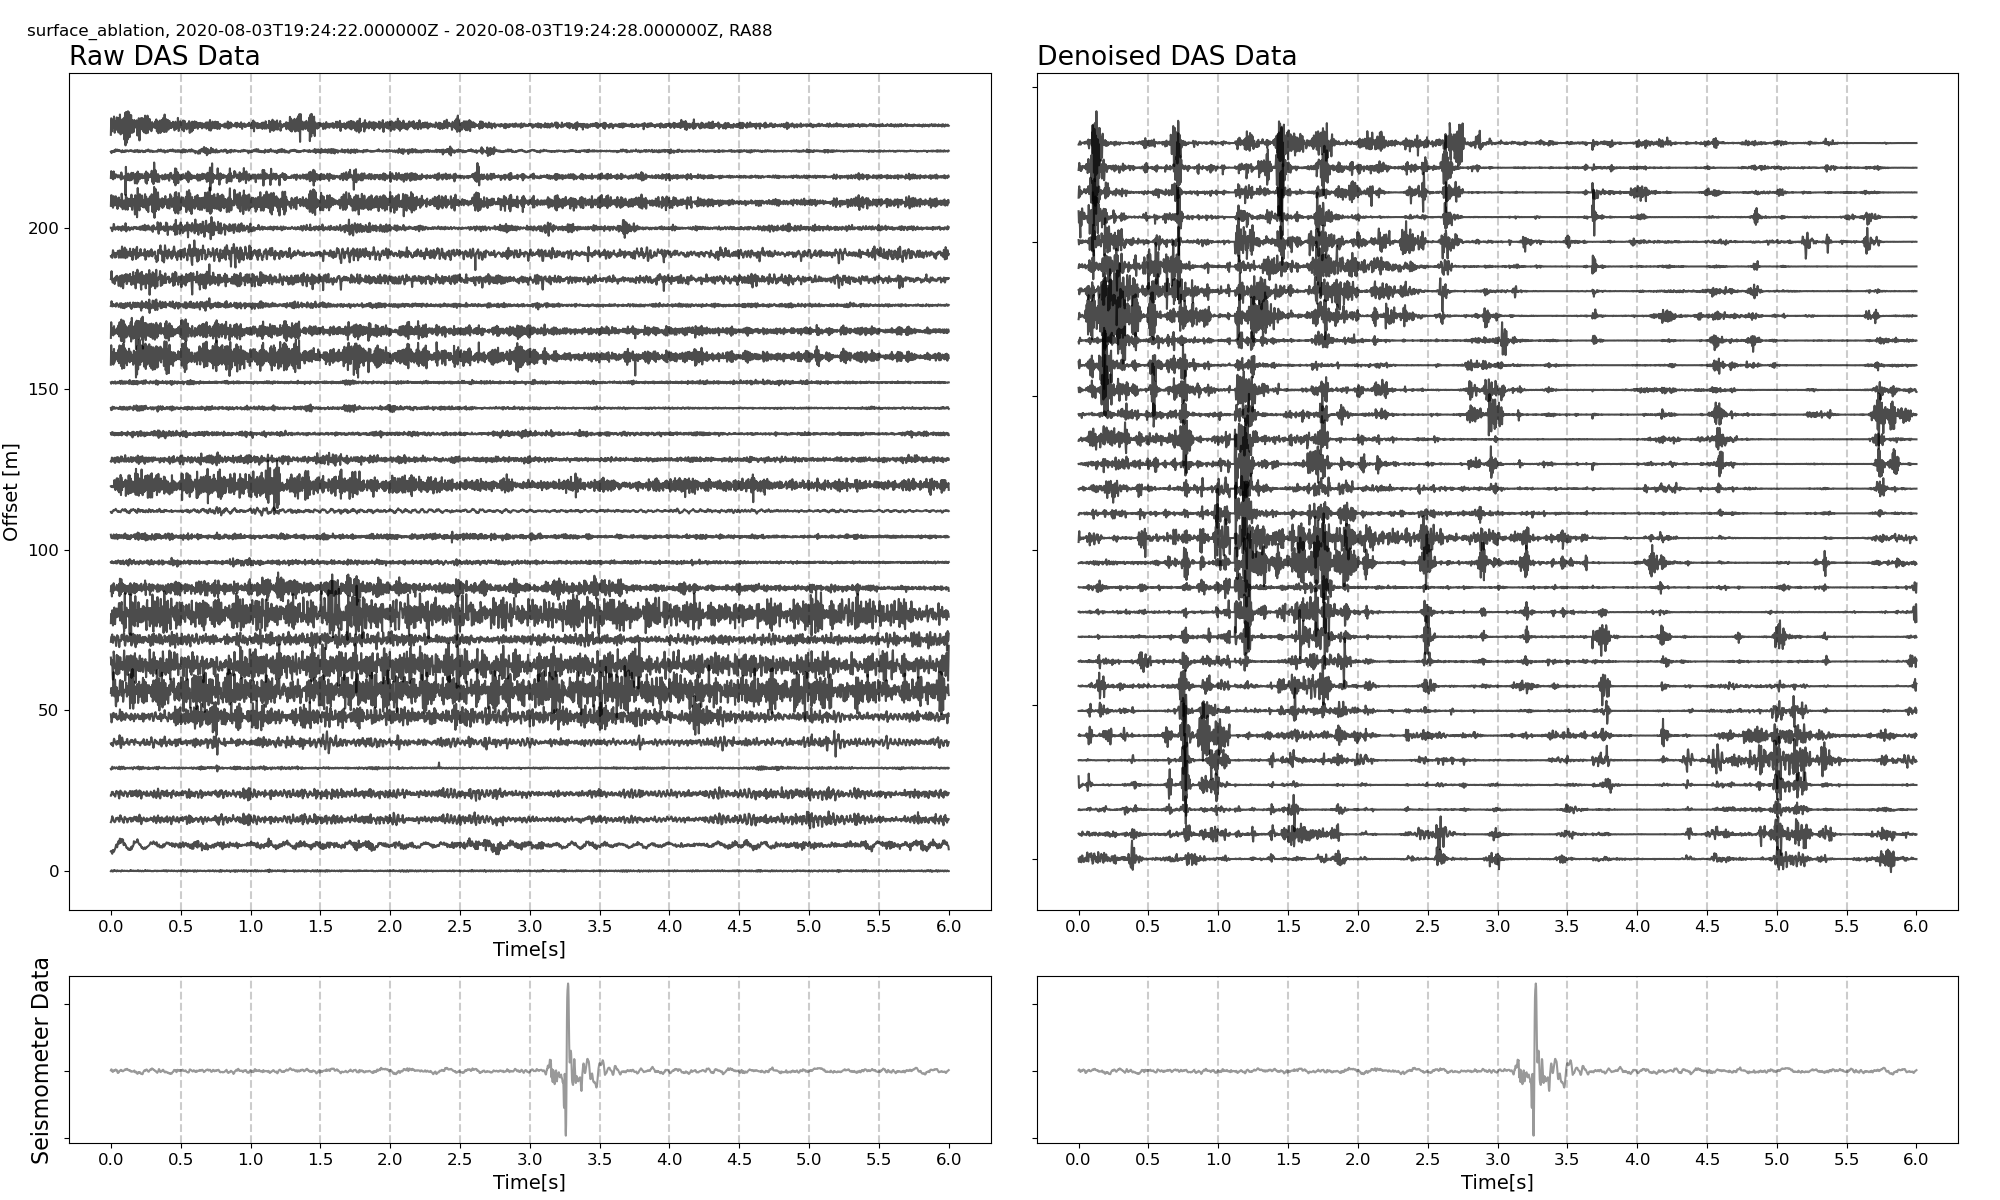 surface_ablation, 2020-08-03T19:24:22.000000Z - 2020-08-03T19:24:28.000000Z, RA88
Raw DAS Data
Denoised DAS Data
200
150
100
50
0
Offset [m]
0.0 0.5 1.0 1.5 2.0 2.5 3.0 3.5 4.0 4.5 5.0 5.5 6.0
Time[s]
0.0 0.5 1.0 1.5 2.0 2.5 3.0 3.5 4.0 4.5 5.0 5.5 6.0
Seismometer Data
0.0 0.5 1.0 1.5 2.0 2.5 3.0 3.5 4.0 4.5 5.0 5.5 6.0
Time[s]
0.0 0.5 1.0 1.5 2.0 2.5 3.0 3.5 4.0 4.5 5.0 5.5 6.0
Time[s]